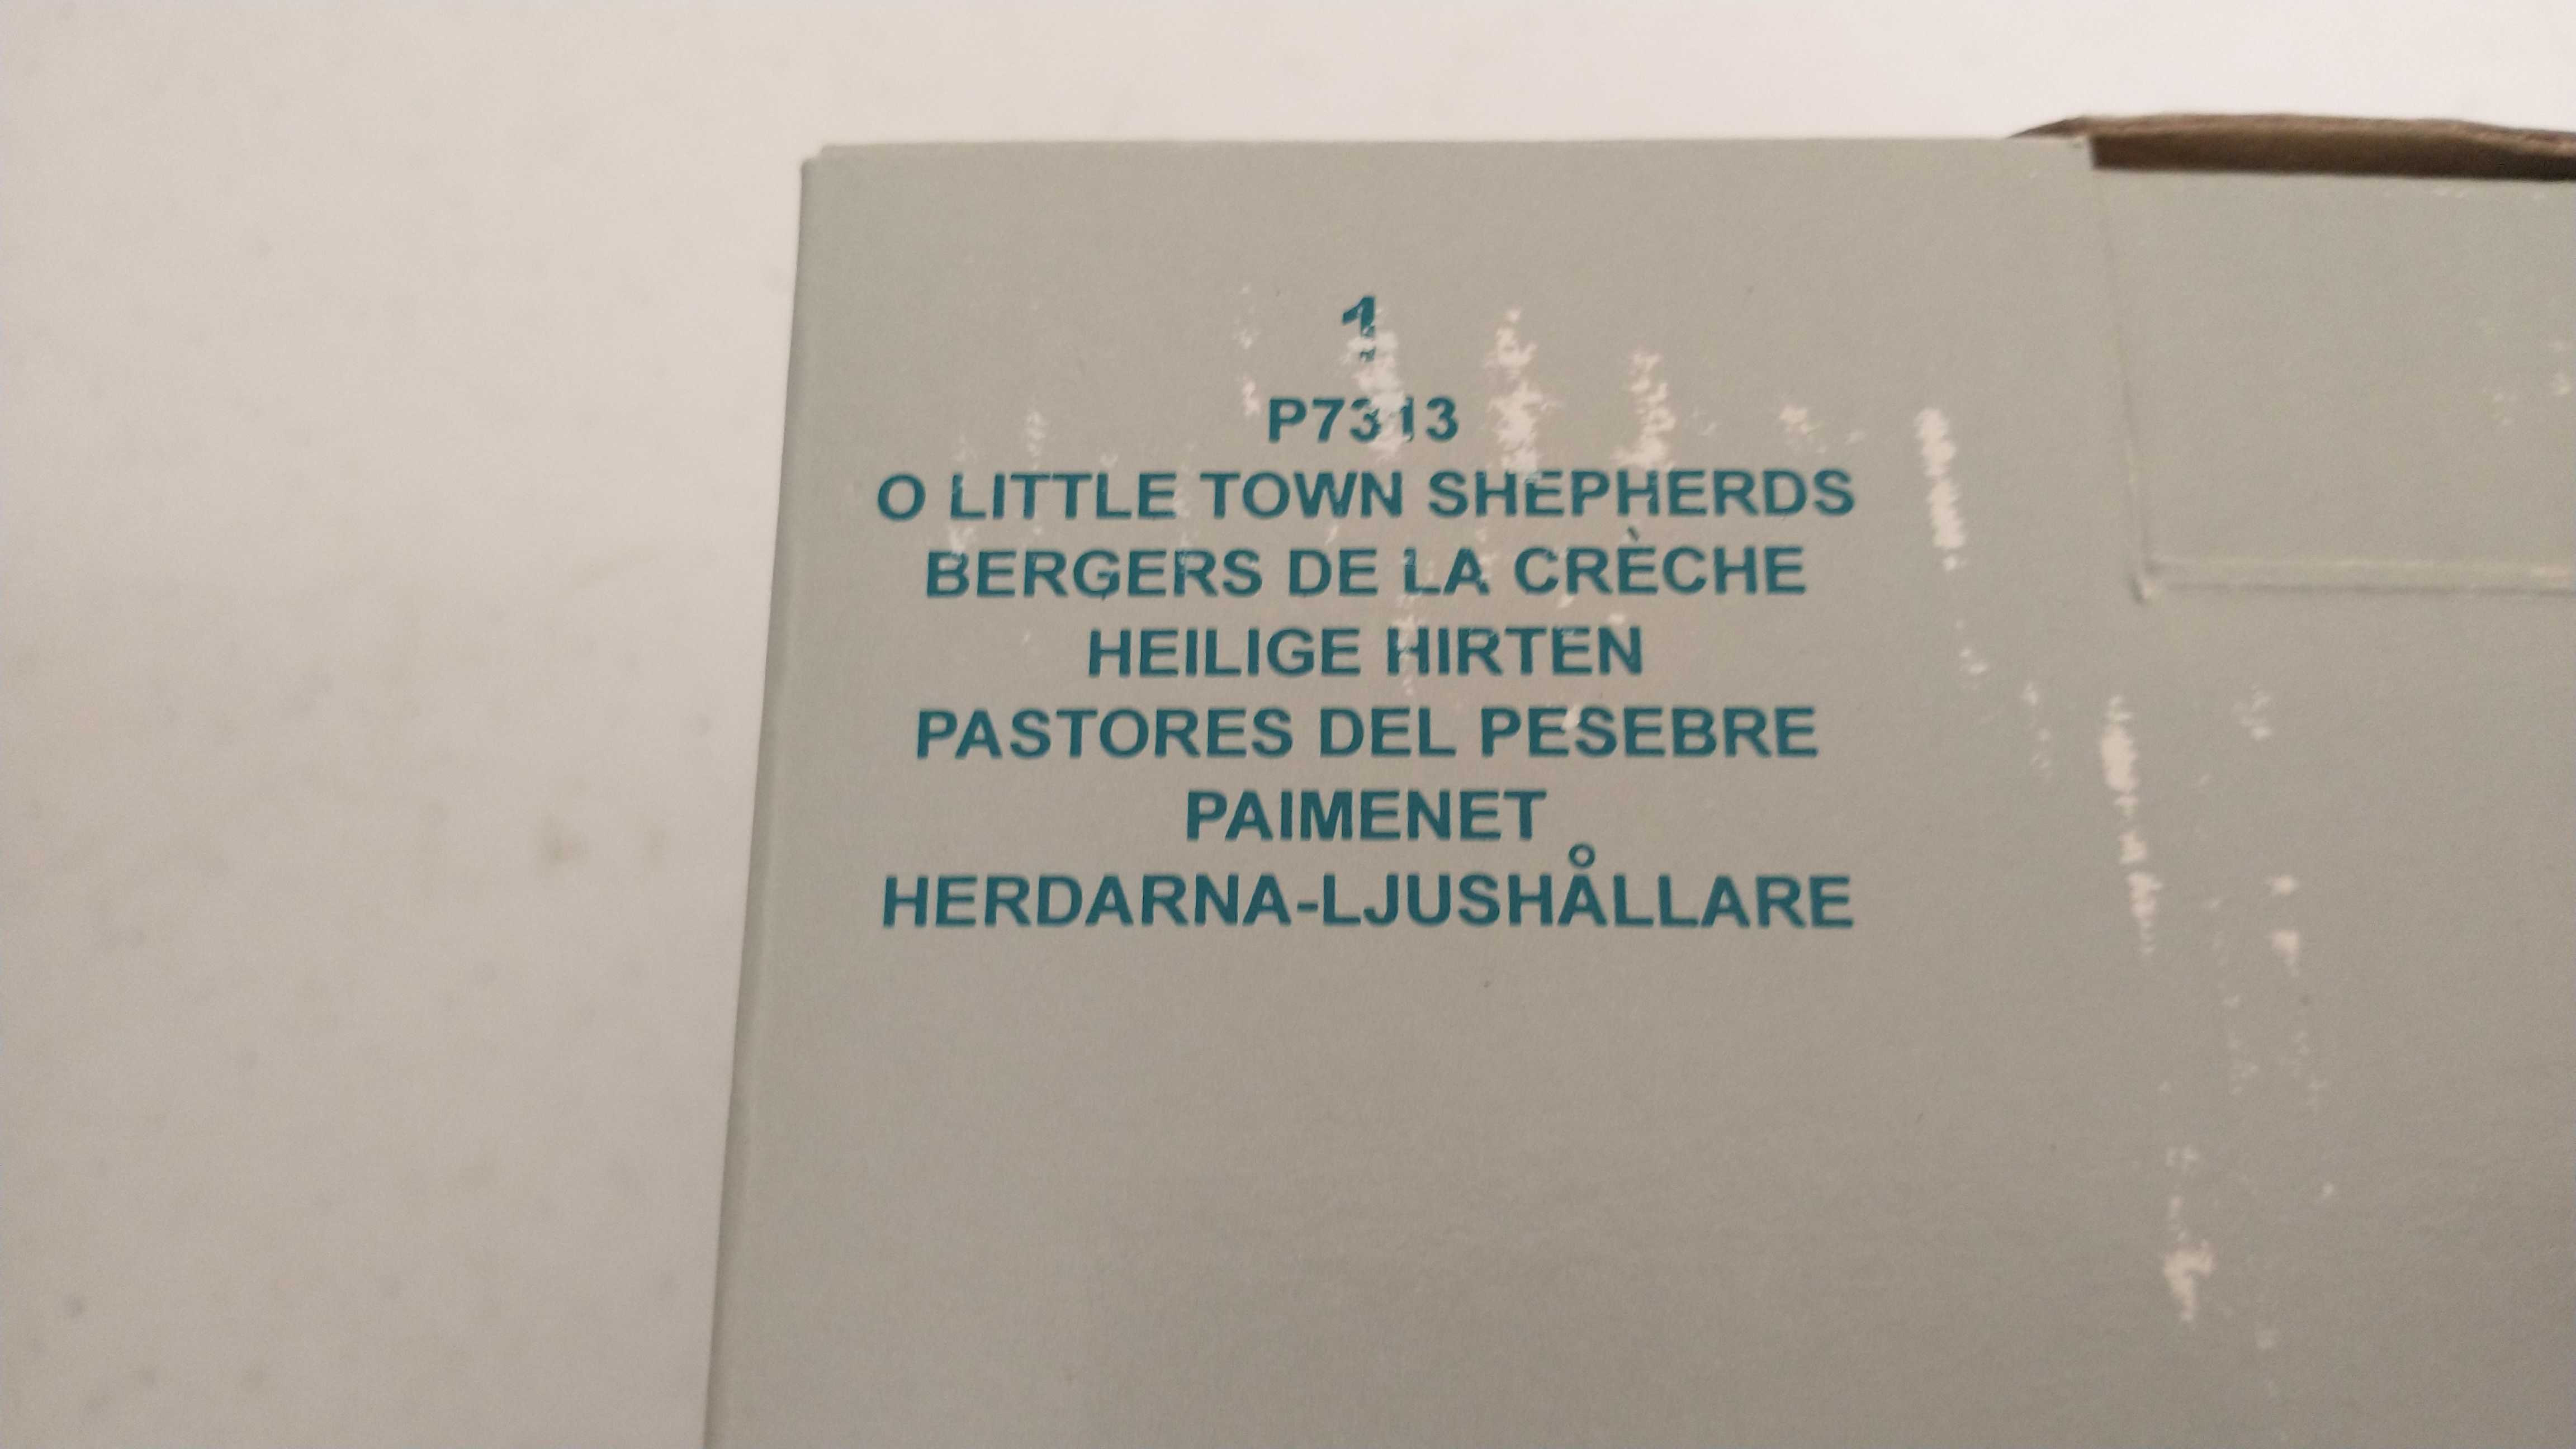 1
P7313
O LITTLE TOWN SHEPHERDS
BERGERS DE LA CRÈCHE
HEILIGE HIRTEN
PASTORES DEL PESEBRE
PAIMENET
HERDARNA-LJUSHÅLLARE